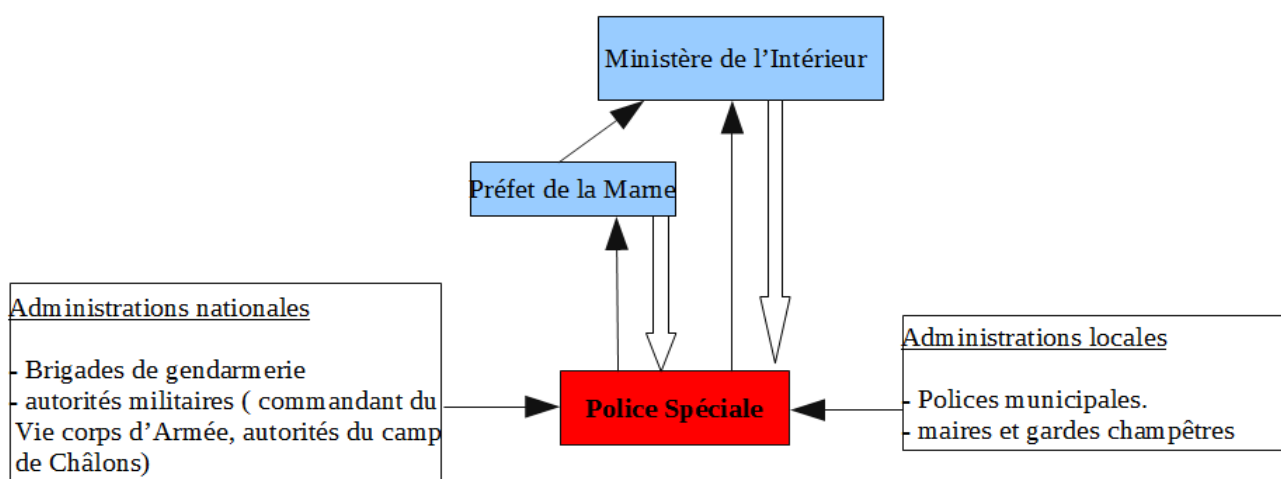 Ministère de l’Intérieur
Préfet de la Marne
Administrations nationales
- Brigades de gendarmerie
- autorités militaires ( commandant du
Vie corps d’Armée, autorités du camp
de Châlons)
Police Spéciale
Administrations locales
- Polices municipales.
- maires et gardes champêtres